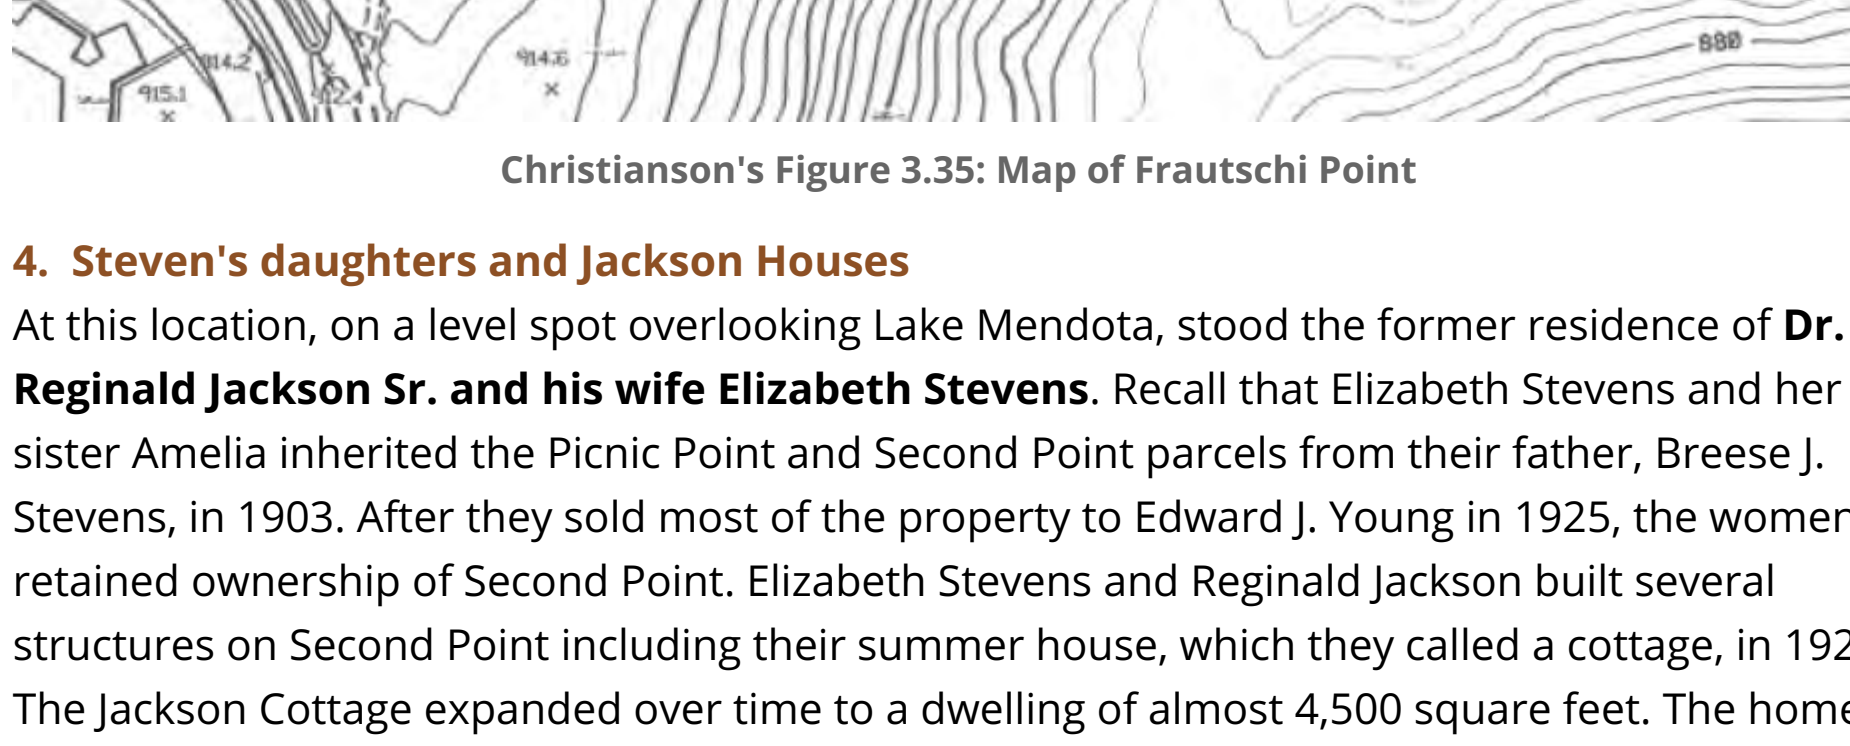 914.2
914.6
880
915.1
Christianson's Figure 3.35: Map of Frautschi Point
4. Steven's daughters and Jackson Houses
At this location, on a level spot overlooking Lake Mendota, stood the former residence of Dr.
Reginald Jackson Sr. and his wife Elizabeth Stevens. Recall that Elizabeth Stevens and her
sister Amelia inherited the Picnic Point and Second Point parcels from their father, Breese J.
Stevens, in 1903. After they sold most of the property to Edward J. Young in 1925, the women
retained ownership of Second Point. Elizabeth Stevens and Reginald Jackson built several
structures on Second Point including their summer house, which they called a cottage, in 192
The Jackson Cottage expanded over time to a dwelling of almost 4,500 square feet. The home